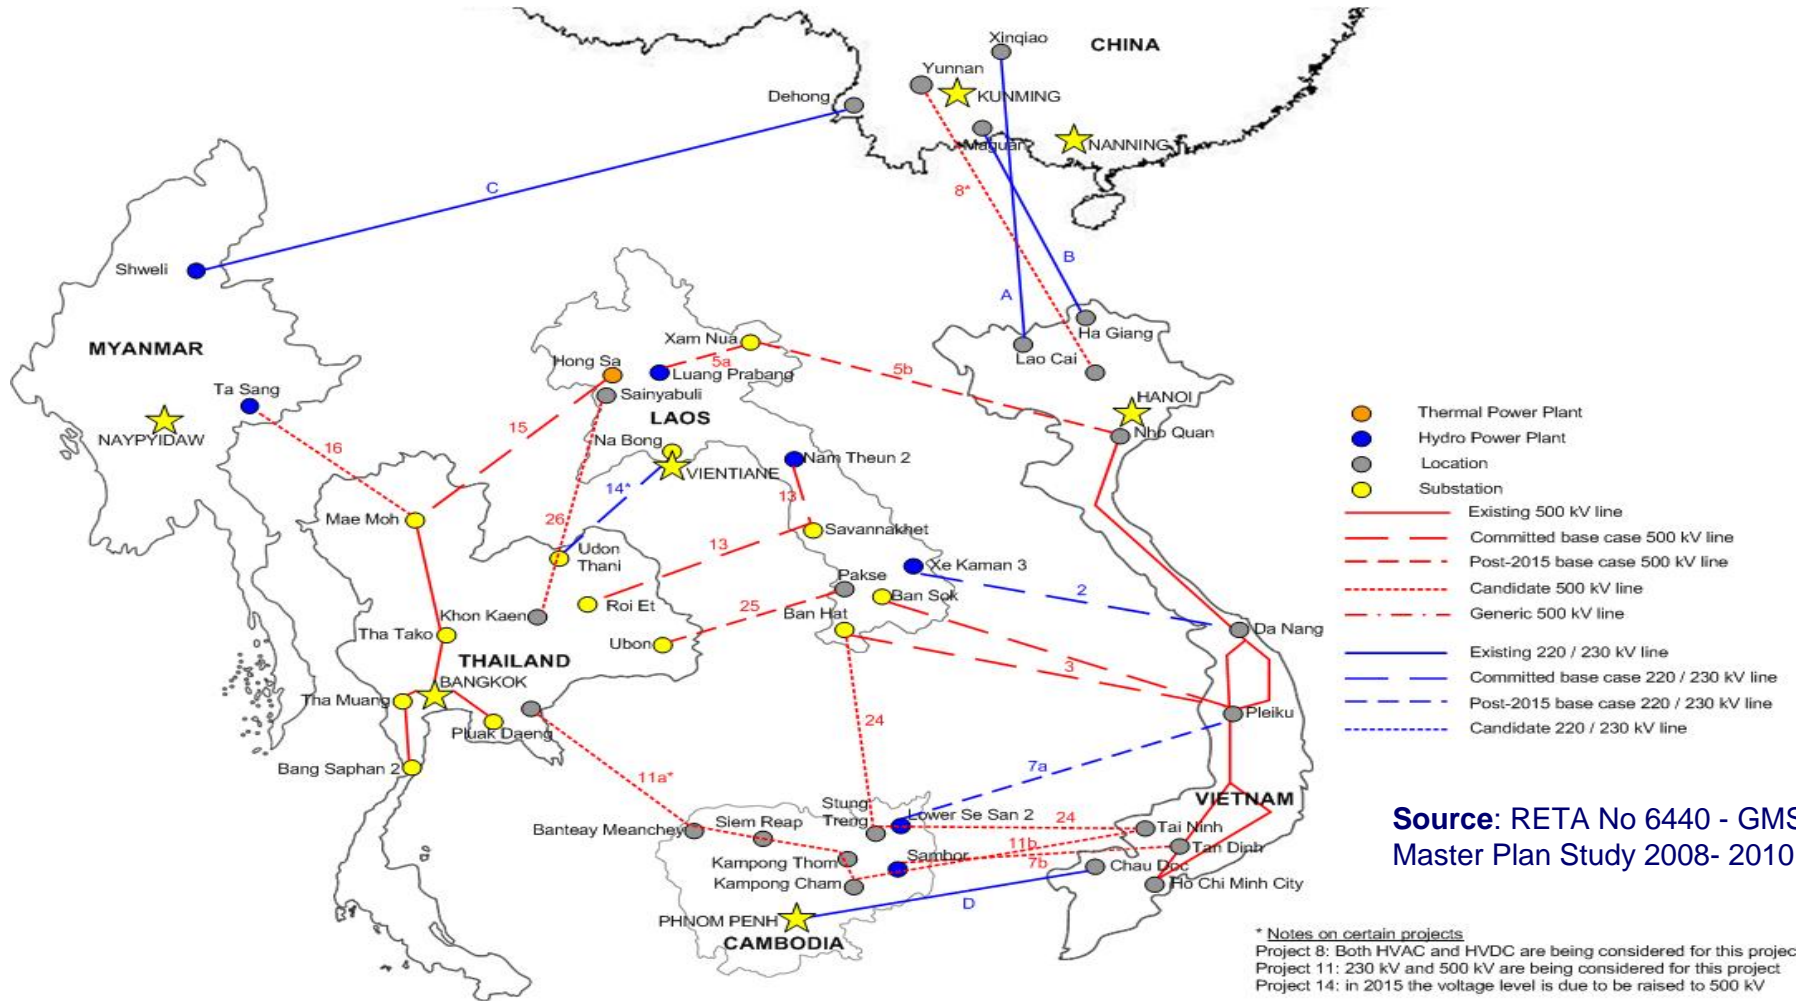 Xinqiao
CHINA
Yunnan
KUNMING
Dehong
Maguan
NANNING
C
8*
B
A
Shweli
MYANMAR
Ta Sang
NAYPYIDAW
16
Xam Nua
Hong Sa
5a
Luang Prabang
Sainyabuli
LAOS
15
5b
Ha Giang
Lao Cai
HANOI
Nho Quan
Na Bong
VIENTIANE
Nam Theun 2
14*
13
Mae Moh
26
Udon
Thani
13
Savannakhet
Xe Kaman 3
Pakse
Ban Sok
2
Khon Kaen
Roi Et
25
Ban Hat
Da Nang
Tha Tako
Ubon
THAILAND
3
BANGKOK
Tha Muang
Pluak Daeng
Pleiku
24
Bang Saphan 2
11a*
7a
VIETNAM
Stung
Treng
Lower Se San 2
24
Banteay Meanchey
Siem Reap
Tai Ninh
11b
Kampong Thom
Sambor
7b
Tan Dinh
Chau Doc
Kampong Cham
Ho Chi Minh City
D
PHNOM PENH
CAMBODIA
Thermal Power Plant
Hydro Power Plant
Location
Substation
Existing 500 kV line
Committed base case 500 kV line
Post-2015 base case 500 kV line
Candidate 500 kV line
Generic 500 kV line
Existing 220 / 230 kV line
Committed base case 220 / 230 kV line
Post-2015 base case 220 / 230 kV line
Candidate 220 / 230 kV line
Source: RETA No 6440 - GMS
Master Plan Study 2008- 2010
* Notes on certain projects
Project 8: Both HVAC and HVDC are being considered for this projec
Project 11: 230 kV and 500 kV are being considered for this project
Project 14: in 2015 the voltage level is due to be raised to 500 kV